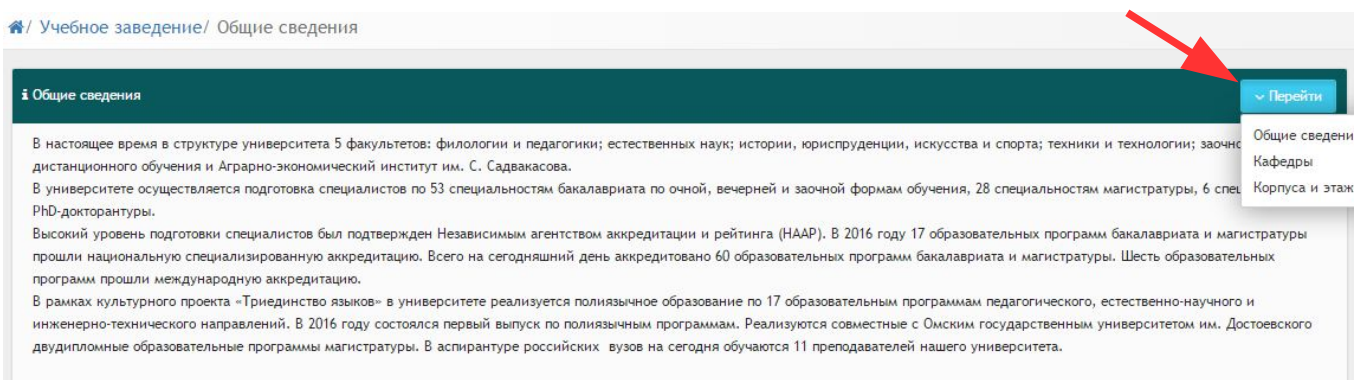 / Учебное заведение/ Общие сведения
i Общие сведения
Перейти
Общие сведени
Кафедры
Корпуса и этаж
В настоящее время в структуре университета 5 факультетов: филологии и педагогики; естественных наук; истории, юриспруденции, искусства и спорта; техники и технологии; заочно
дистанционного обучения и Аграрно-экономический институт им. С. Садвакасова.
В университете осуществляется подготовка специалистов по 53 специальностям бакалавриата по очной, вечерней и заочной формам обучения, 28 специальностям магистратуры, 6 спец
PhD-докторантуры.
Высокий уровень подготовки специалистов был подтвержден Независимым агентством аккредитации и рейтинга (НААР). В 2016 году 17 образовательных программ бакалавриата и магистратуры
прошли национальную специализированную аккредитацию. Всего на сегодняшний день аккредитовано 60 образовательных программ бакалавриата и магистратуры. Шесть образовательных
программ прошли международную аккредитацию.
В рамках культурного проекта «Триединство языков» в университете реализуется полиязычное образование по 17 образовательным программам педагогического, естественно-научного и
инженерно-технического направлений. В 2016 году состоялся первый выпуск по полиязычным программам. Реализуются совместные с Омским государственным университетом им. Достоевского
двудипломные образовательные программы магистратуры. В аспирантуре российских вузов на сегодня обучаются 11 преподавателей нашего университета.